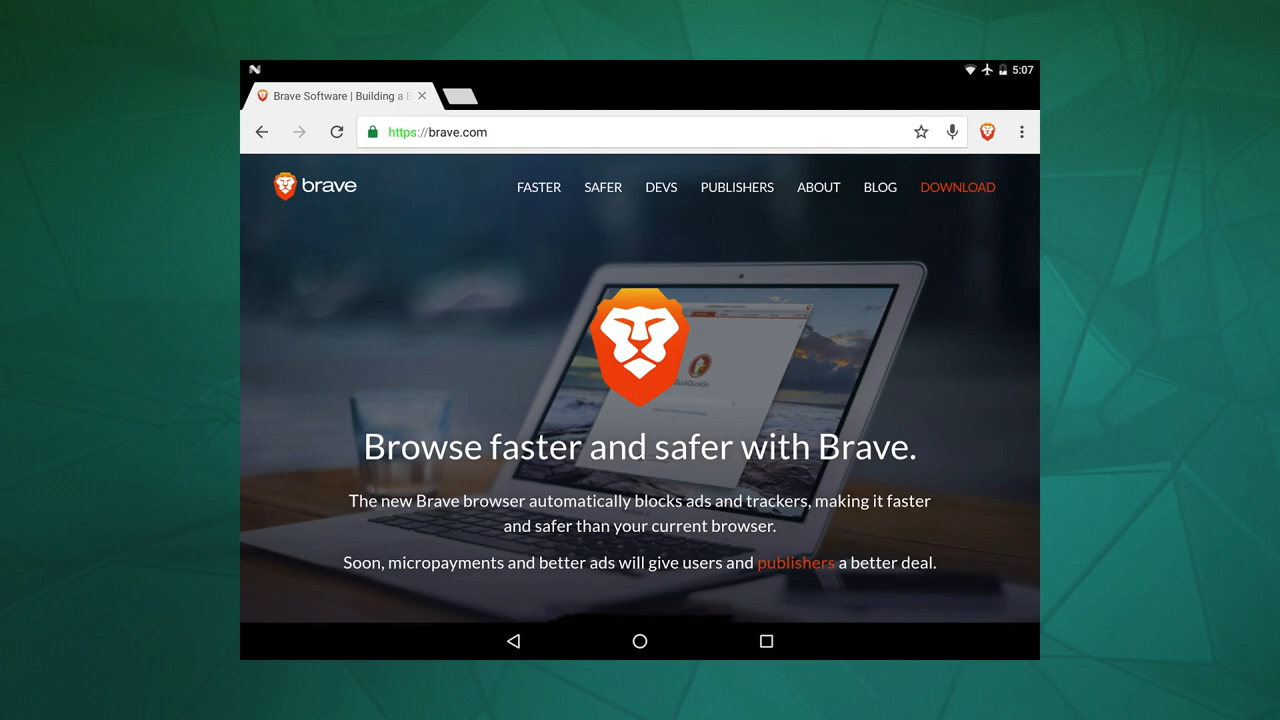 5:07
Brave Software | Building a B
https://brave.com
brave
FASTER SAFER DEVS PUBLISHERS ABOUT BLOG DOWNLOAD
DuckDuckGo
Browse faster and safer with Brave.
The new Brave browser automatically blocks ads and trackers, making it faster
and safer than your current browser.
Soon, micropayments and better ads will give users and publishers a better deal.